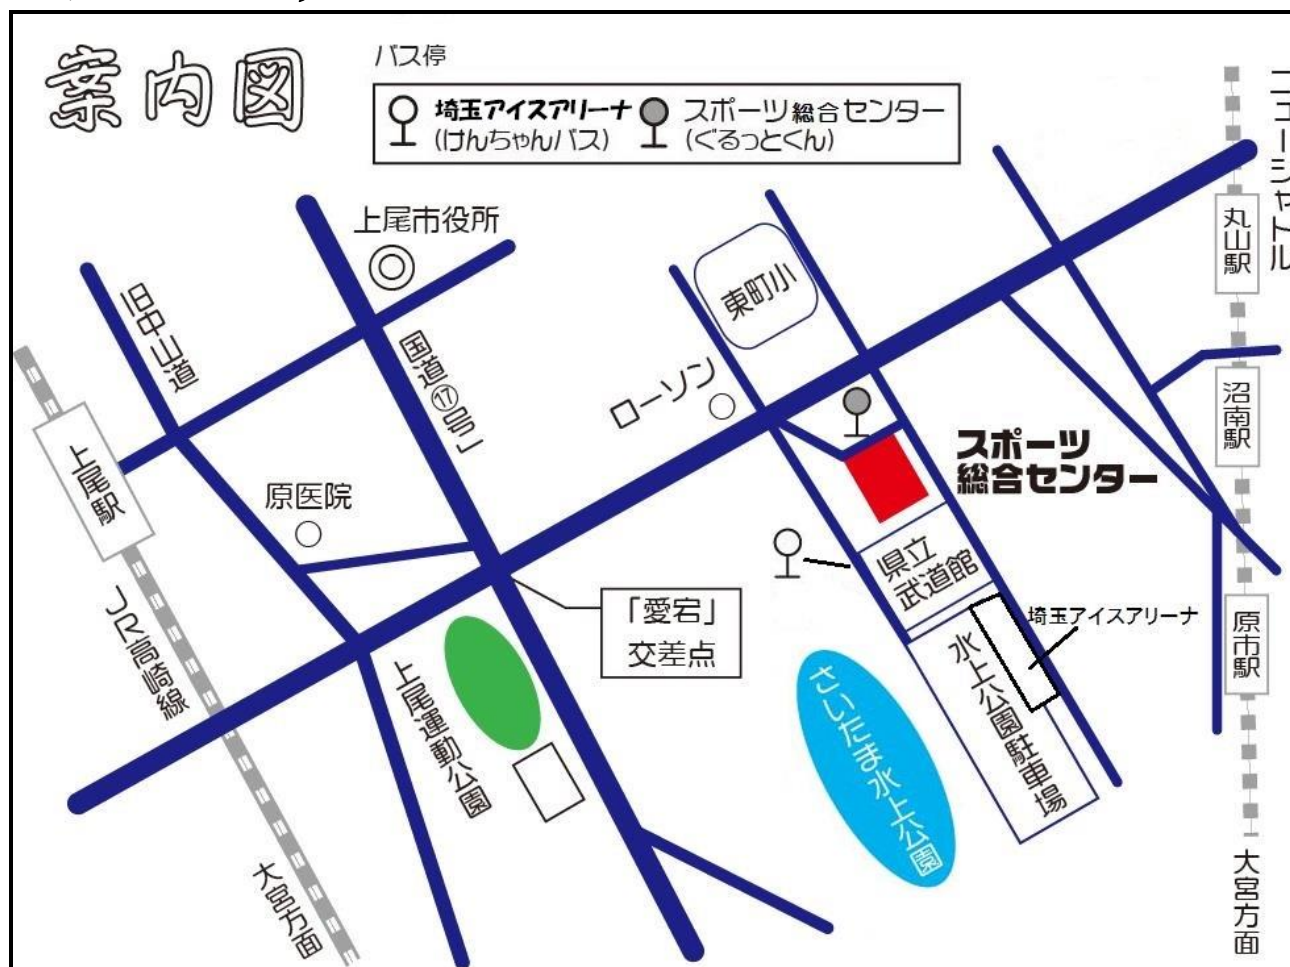 案内図
バス停
埼玉アイスアリーナ
(けんちゃんバス)
スポーツ総合センター
(ぐるっとくん)
ニューシャトル
丸山駅
上尾市役所
東町小
旧中山道
国道⑰号
ローソン
沼南駅
上尾駅
スポーツ
総合センター
原医院
県立
武道館
「愛宕」
交差点
埼玉アイスアリーナ
原市駅
JR高崎線
上尾運動公園
さいたま水上公園
水上公園駐車場
大宮方面
大宮方面